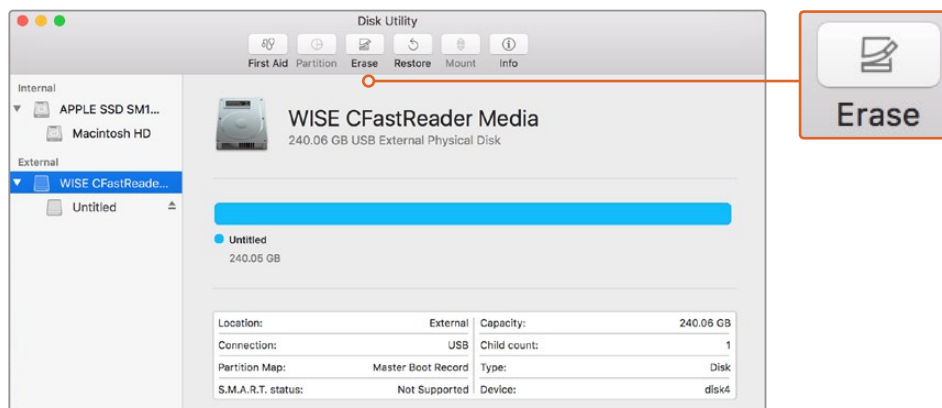 Disk Utility
First Aid Partition Erase Restore Mount Info
Erase
Internal
APPLE SSD SM1...
Macintosh HD
External
WISE CFastReade...
Untitled
WISE CFastReader Media
240.06 GB USB External Physical Disk
Untitled
240.05 GB
Location: External Capacity: 240.06 GB
Connection: USB Child count: 1
Partition Map: Master Boot Record Type: Disk
S.M.A.R.T. status: Not Supported Device: disk4